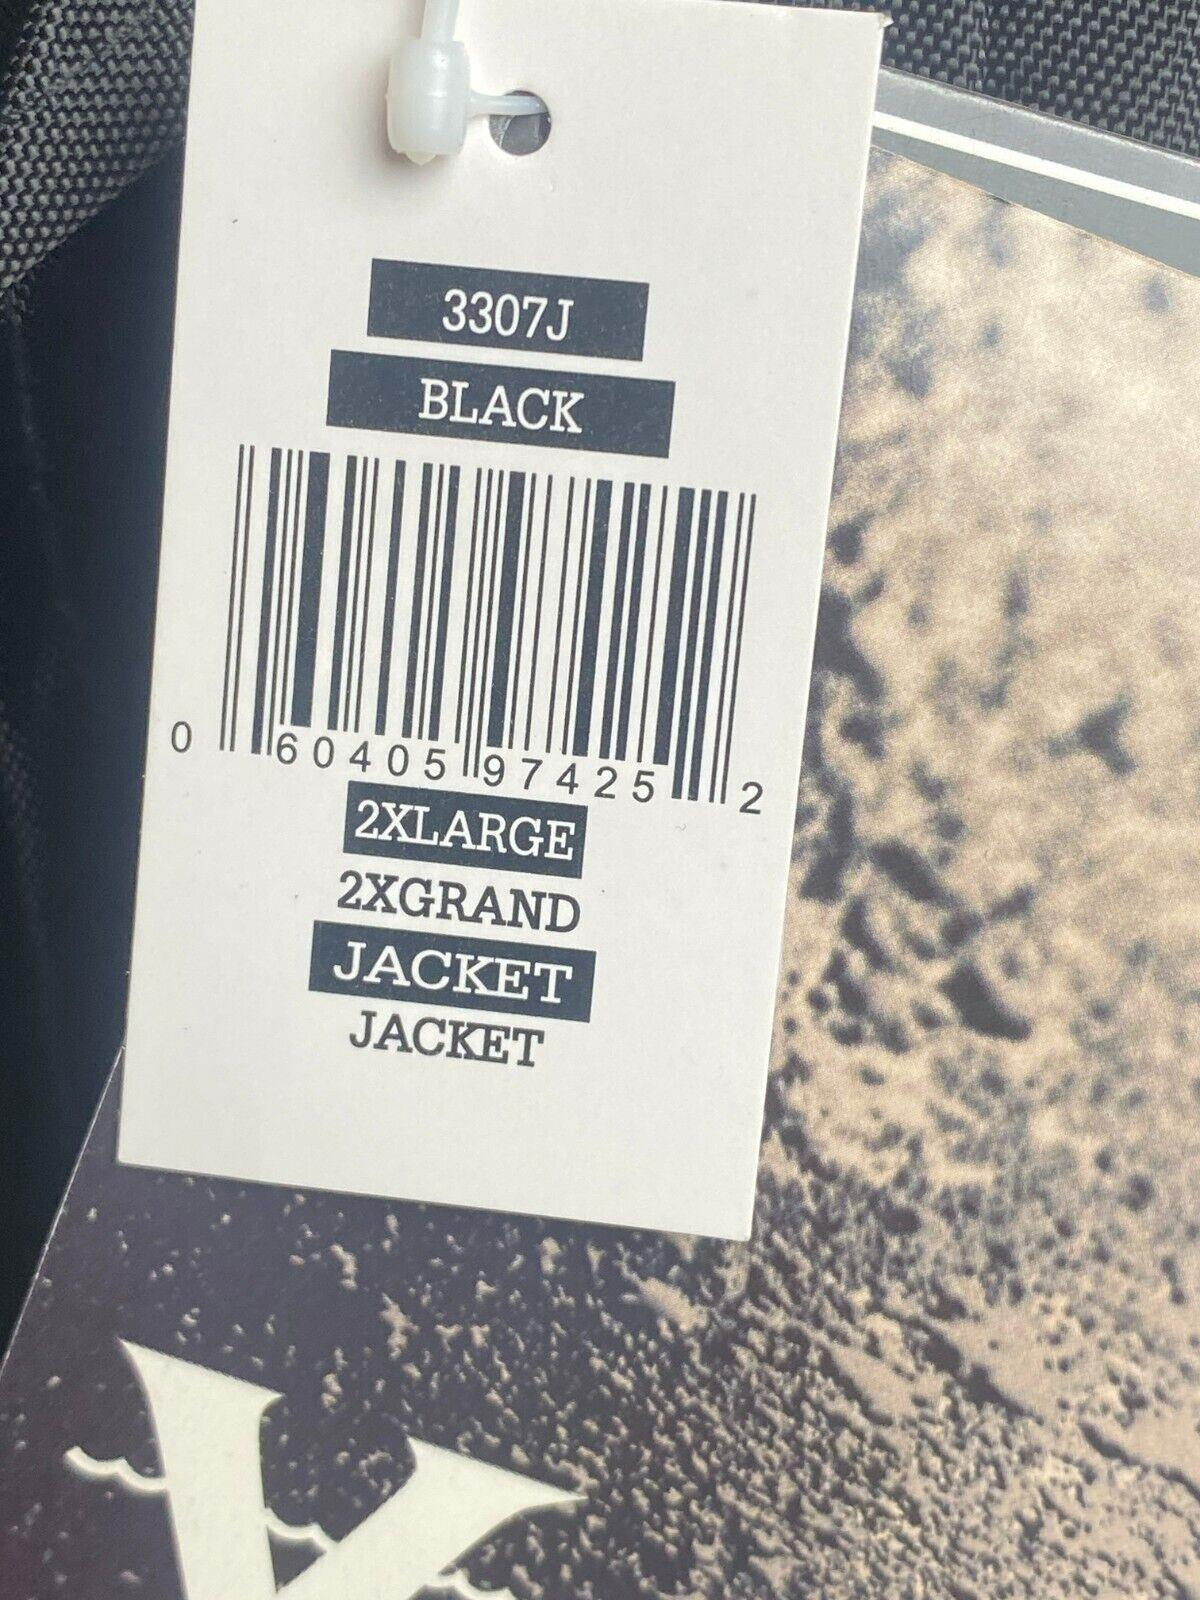 3307J
BLACK
0 60405 97425 2
2XLARGE
2XGRAND
JACKET
JACKET